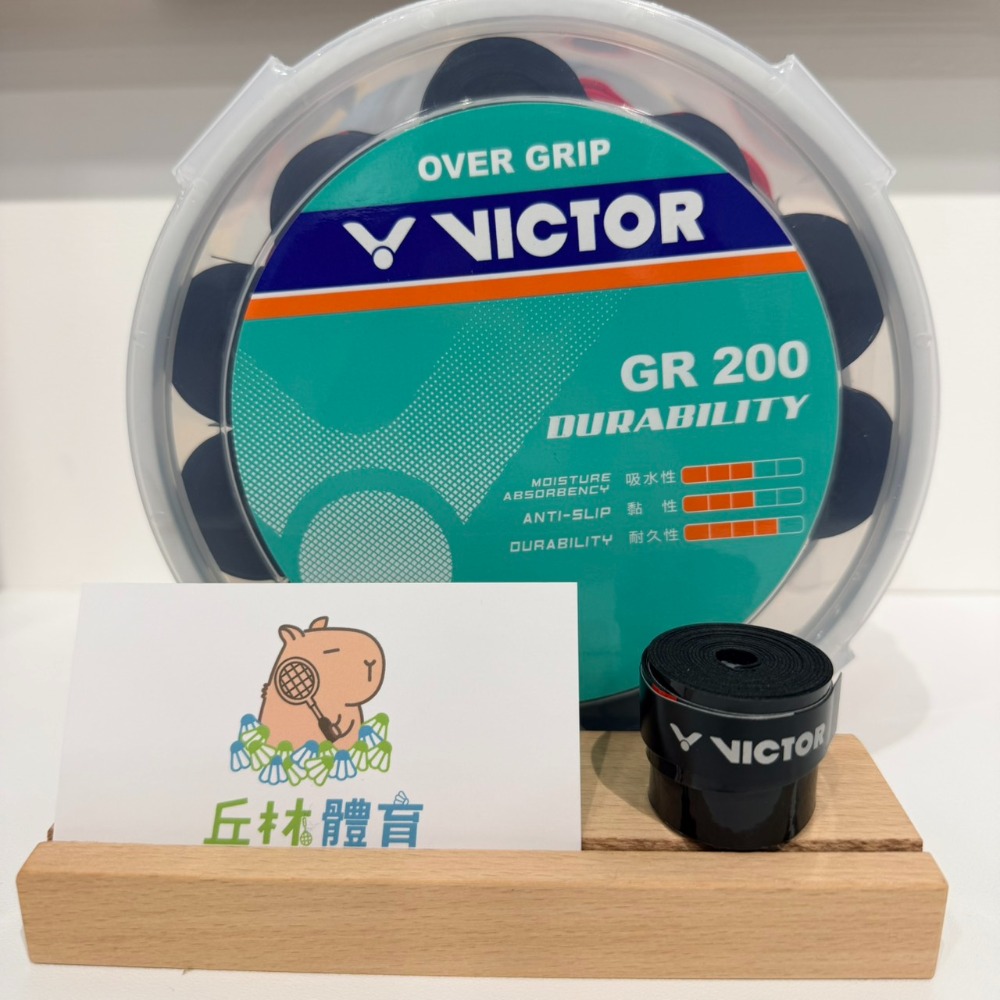 OVER GRIP
VICTOR
GR 200
DURABILITY
MOISTURE ABSORBENCY 吸水性
ANTI-SLIP 黏 性
DURABILITY 耐久性
VICTOR
丘林體育